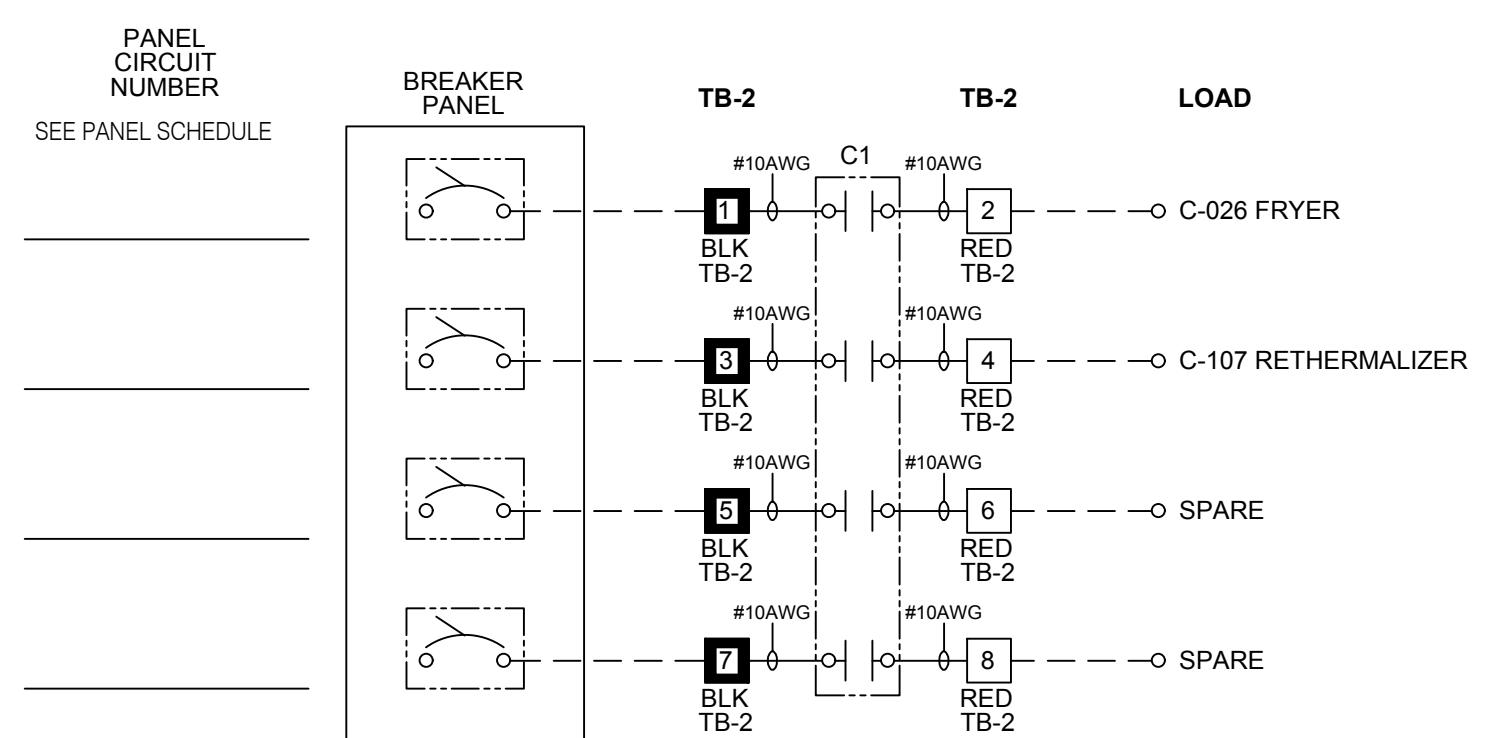 PANEL
CIRCUIT
NUMBER
SEE PANEL SCHEDULE
BREAKER
PANEL
TB-2
TB-2
LOAD
C1
#10AWG
#10AWG
1
2
C-026 FRYER
BLK
TB-2
RED
TB-2
#10AWG
#10AWG
3
4
C-107 RETHERMALIZER
BLK
TB-2
RED
TB-2
#10AWG
#10AWG
5
6
SPARE
BLK
TB-2
RED
TB-2
#10AWG
#10AWG
7
8
SPARE
BLK
TB-2
RED
TB-2